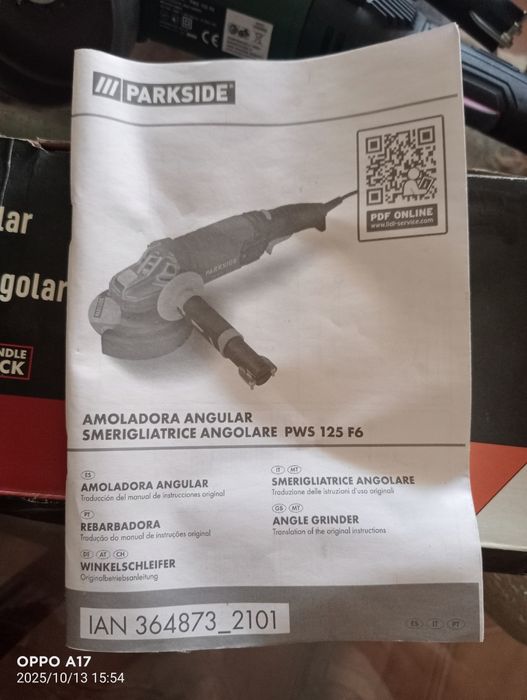 PARKSIDE®
PDF ONLINE
www.lidl-service.com
PARKSIDE
lar
golar
NDLE
CK
AMOLADORA ANGULAR
SMERIGLIATRICE ANGOLARE PWS 125 F6
ES
AMOLADORA ANGULAR
Traducción del manual de instrucciones original
IT MT
SMERIGLIATRICE ANGOLARE
Traduzione delle istruzioni d'uso originali
PT
REBARBADORA
Tradução do manual de instruções original
GB MT
ANGLE GRINDER
Translation of the original instructions
DE AT CH
WINKELSCHLEIFER
Originalbetriebsanleitung
IAN 364873_2101
ES IT PT
OPPO A17
2025/10/13 15:54